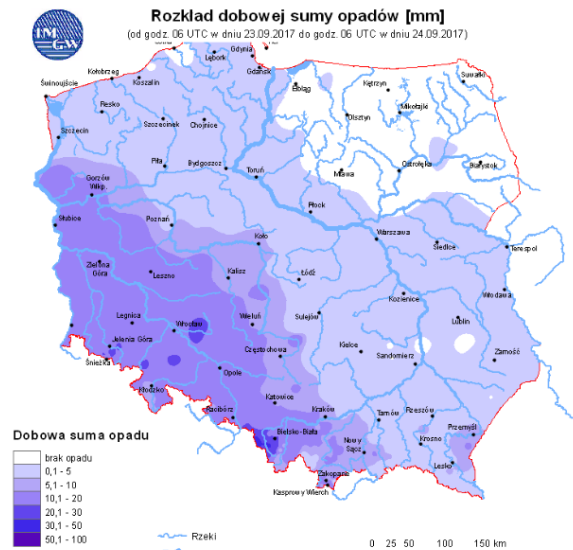 Rozkład dobowej sumy opadów [mm]
(od godz. 06 UTC w dniu 23.09.2017 do godz. 06 UTC w dniu 24.09.2017)
IM
G-W
Lębork
Gdynia
Gdańsk
Kołobrzeg
Koszalin
Świnoujście
Resko
Elbląg
Kętrzyn
Suwałki
Mikołajki
Olsztyn
Szczecinek
Chojnice
Szczecin
Piła
Bydgoszcz
Toruń
Mława
Ostrołęka
Białystok
Gorzów
Wlkp.
Płock
Słubice
Poznań
Koło
Warszawa
Siedlce
Terespol
Zielona
Góra
Leszno
Kalisz
Łódź
Kozienice
Włodawa
Legnica
Wrocław
Wieluń
Sulejów
Lublin
Jelenia Góra
Śnieżka
Częstochowa
Kielce
Sandomierz
Zamość
Kłodzko
Opole
Katowice
Racibórz
Kraków
Tarnów
Rzeszów
Przemyśl
Bielsko-Biała
Nowy
Sącz
Krosno
Lesko
Zakopane
Kasprowy Wierch
Dobowa suma opadu
brak opadu
0,1 - 5
5,1 - 10
10,1 - 20
20,1 - 30
30,1 - 50
50,1 - 100
Rzeki
0 25 50 100 150 km